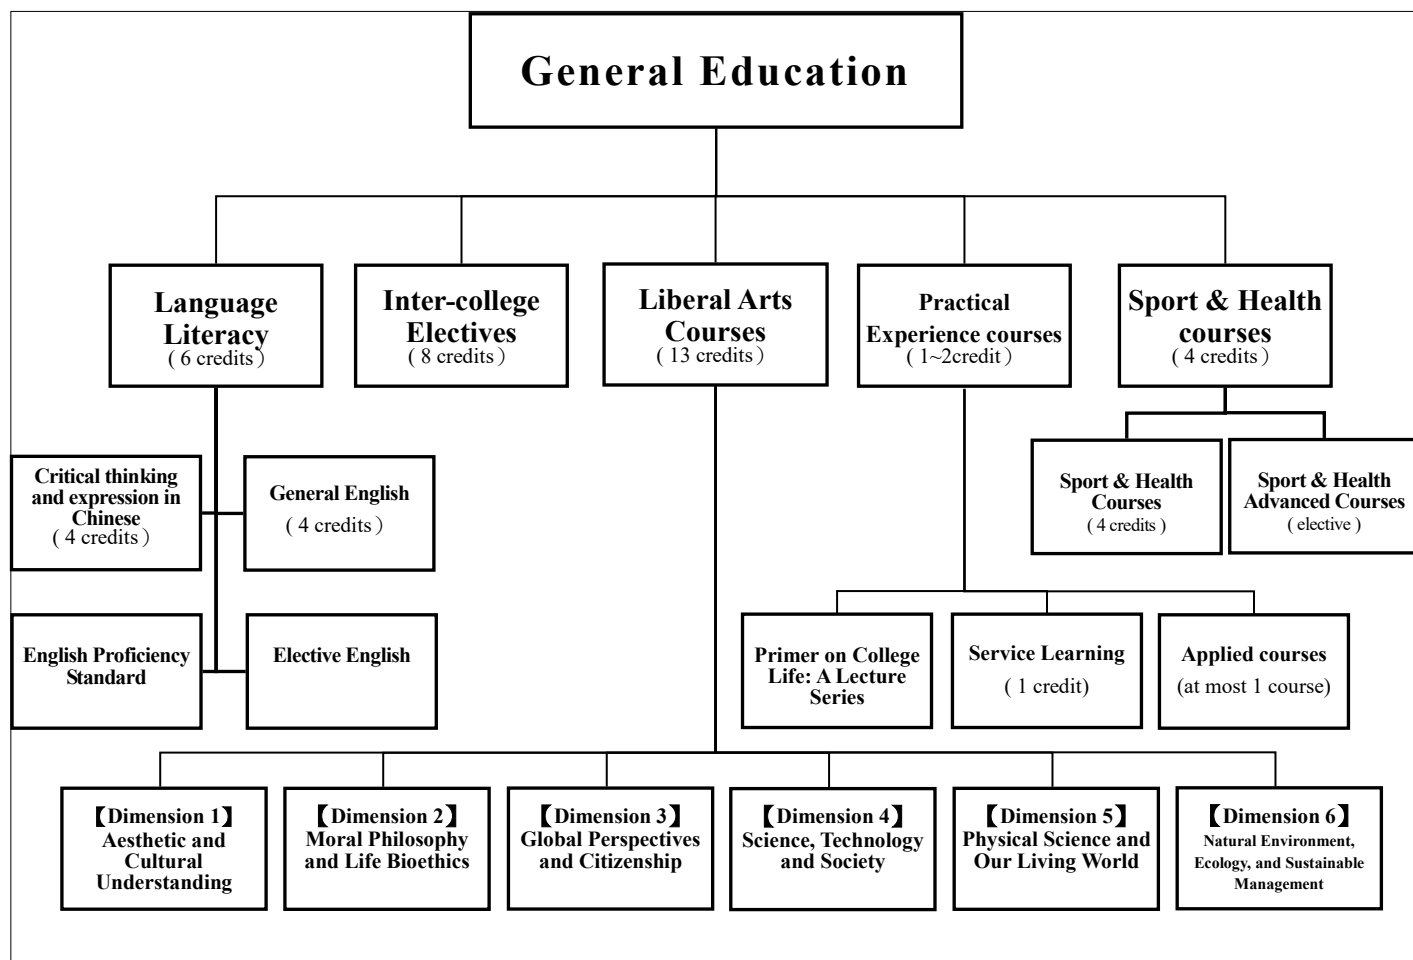 General Education
Language
Literacy
( 6 credits）
Inter-college
Electives
( 8 credits）
Liberal Arts
Courses
( 13 credits）
Practical
Experience courses
( 1~2credit）
Sport & Health
courses
( 4 credits）
Critical thinking
and expression in
Chinese
( 4 credits）
General English
( 4 credits）
Sport & Health
Courses
( 4 credits）
Sport & Health
Advanced Courses
( elective）
English Proficiency
Standard
Elective English
Primer on College
Life: A Lecture
Series
Service Learning
( 1 credit)
Applied courses
(at most 1 course)
【Dimension 1】
Aesthetic and
Cultural
Understanding
【Dimension 2】
Moral Philosophy
and Life Bioethics
【Dimension 3】
Global Perspectives
and Citizenship
【Dimension 4】
Science, Technology
and Society
【Dimension 5】
Physical Science and
Our Living World
【Dimension 6】
Natural Environment,
Ecology, and Sustainable
Management